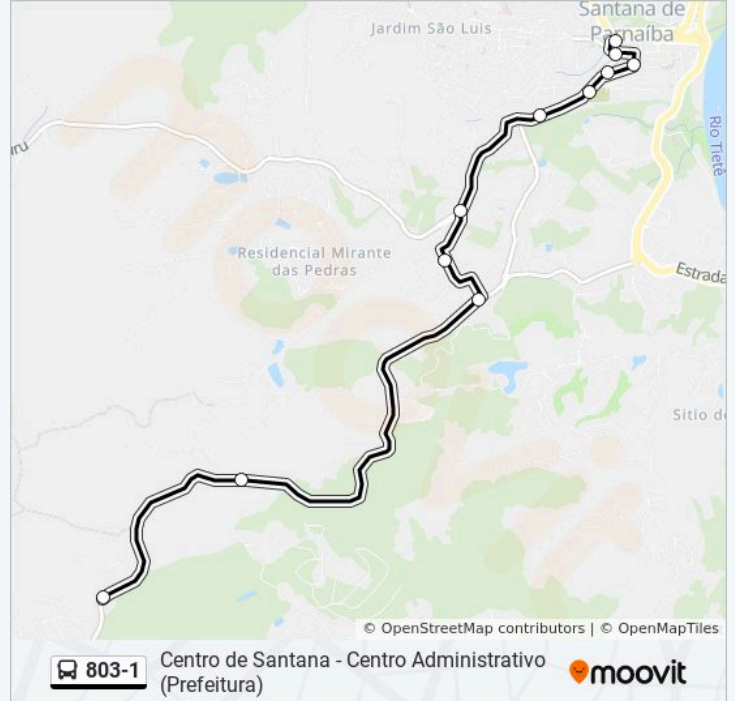 Santana de
Parnaíba
Jardim São Luis
Rio Tietê
Residencial Mirante
das Pedras
Estrada
Sitio d
© OpenStreetMap contributors | © OpenMapTiles
803-1
Centro de Santana - Centro Administrativo
(Prefeitura)
moovit